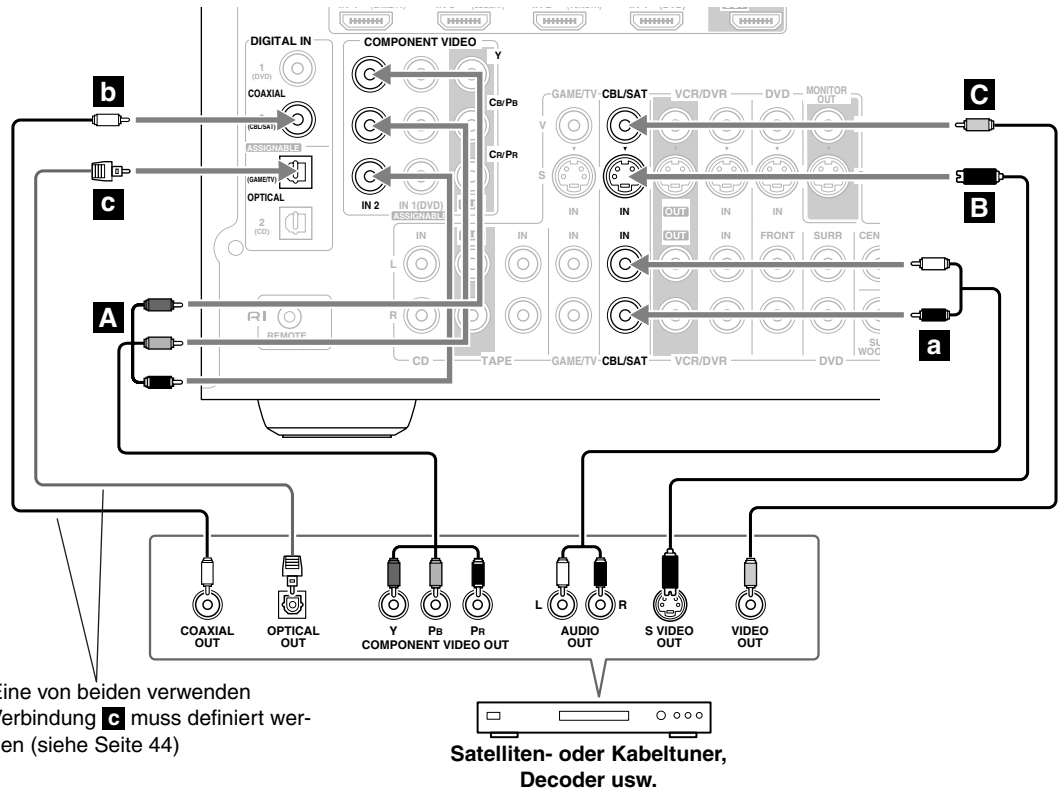 DIGITAL IN
COMPONENT VIDEO
1
(DVD)
COAXIAL
(CBL/SAT)
ASSIGNABLE
(GAME/TV)
OPTICAL
2
(CD)
Y
CB/PB
CR/PR
IN 2
IN 1(DVD)
ASSIGNABLE
GAME/TV
CBL/SAT
VCR/DVR
DVD
MONITOR
OUT
V
S
IN
IN
OUT
IN
IN
IN
IN
IN
IN
OUT
IN
FRONT
SURR
CEN
L
R
RI
REMOTE
CD
TAPE
GAME/TV
CBL/SAT
VCR/DVR
DVD
SU
WOO
b
c
A
C
B
a
COAXIAL
OUT
OPTICAL
OUT
Y
PB
PR
COMPONENT VIDEO OUT
L
R
AUDIO
OUT
S VIDEO
OUT
VIDEO
OUT
Eine von beiden verwenden
Verbindung c muss definiert wer-
en (siehe Seite 44)
Satelliten- oder Kabeltuner,
Decoder usw.